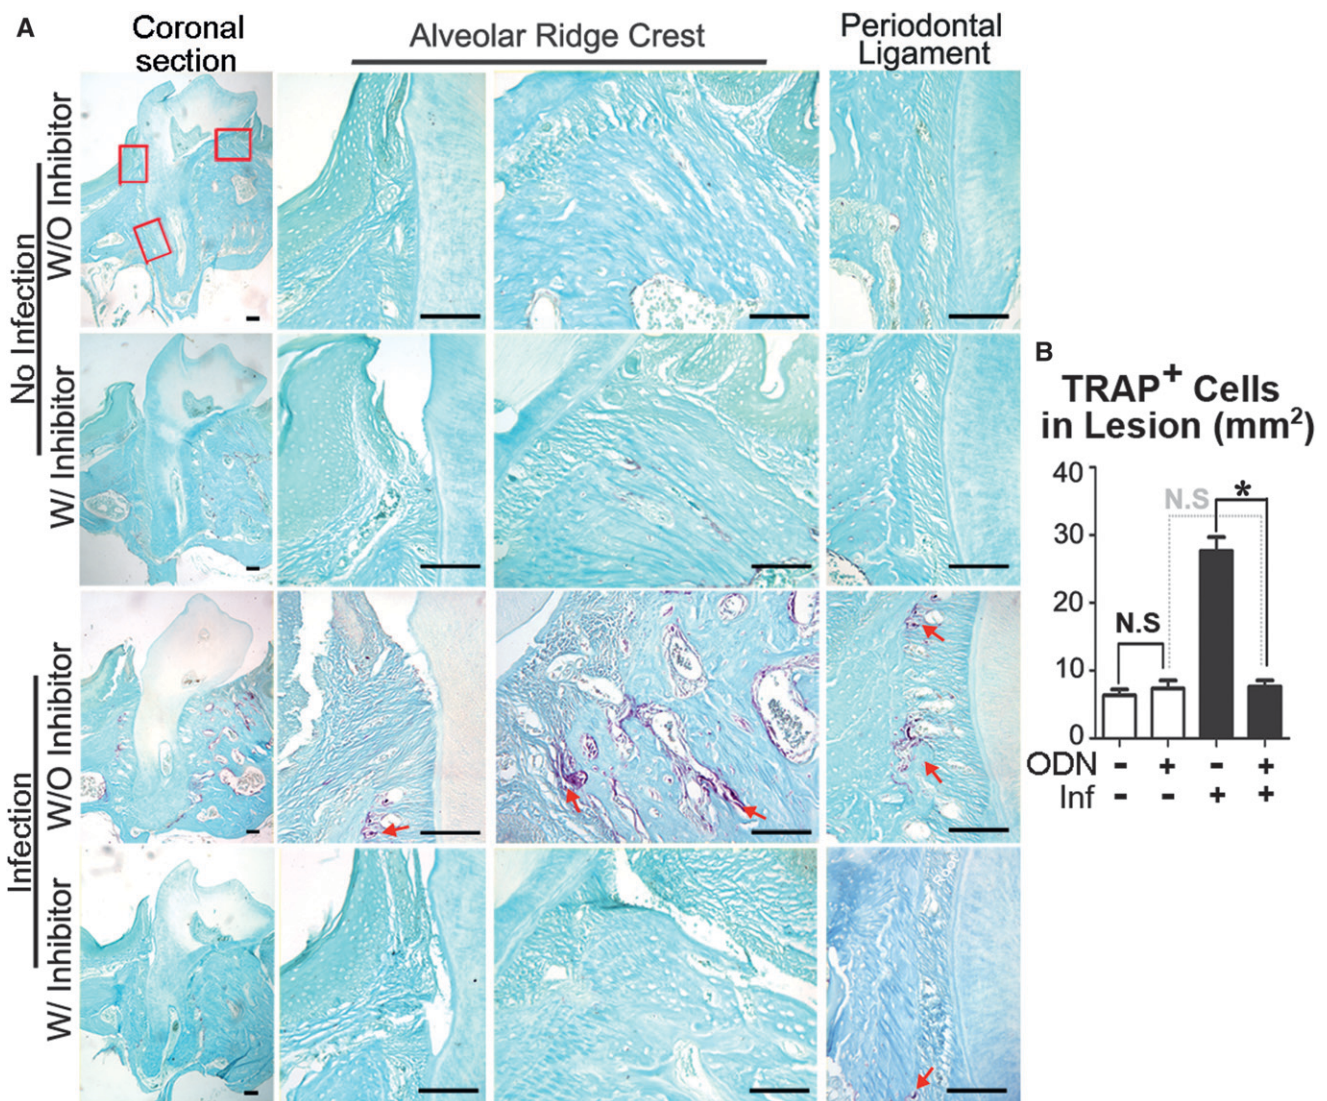 A
Coronal
section
Alveolar Ridge Crest
Periodontal
Ligament
No Infection
W/O Inhibitor
W/ Inhibitor
Infection
W/O Inhibitor
W/ Inhibitor
B
TRAP+ Cells
in Lesion (mm2)
40
30
20
10
0
N.S
N.S
*
ODN - + - +
Inf - - + +